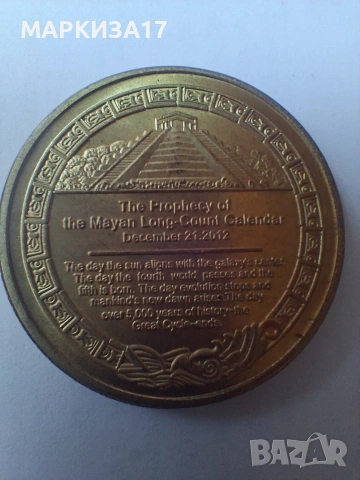 МАРКИЗА17
The Prophecy of
the Mayan Long-Count Calendar
December 21.2012
The day the sun aligns with the galaxy's center.
The day the fourth world passes and the
fifth is born. The day evolution stops and
mankind's new dawn arises The day
over 5,000 years of history-the
Great Cycle-ends.
BAZAR
bg